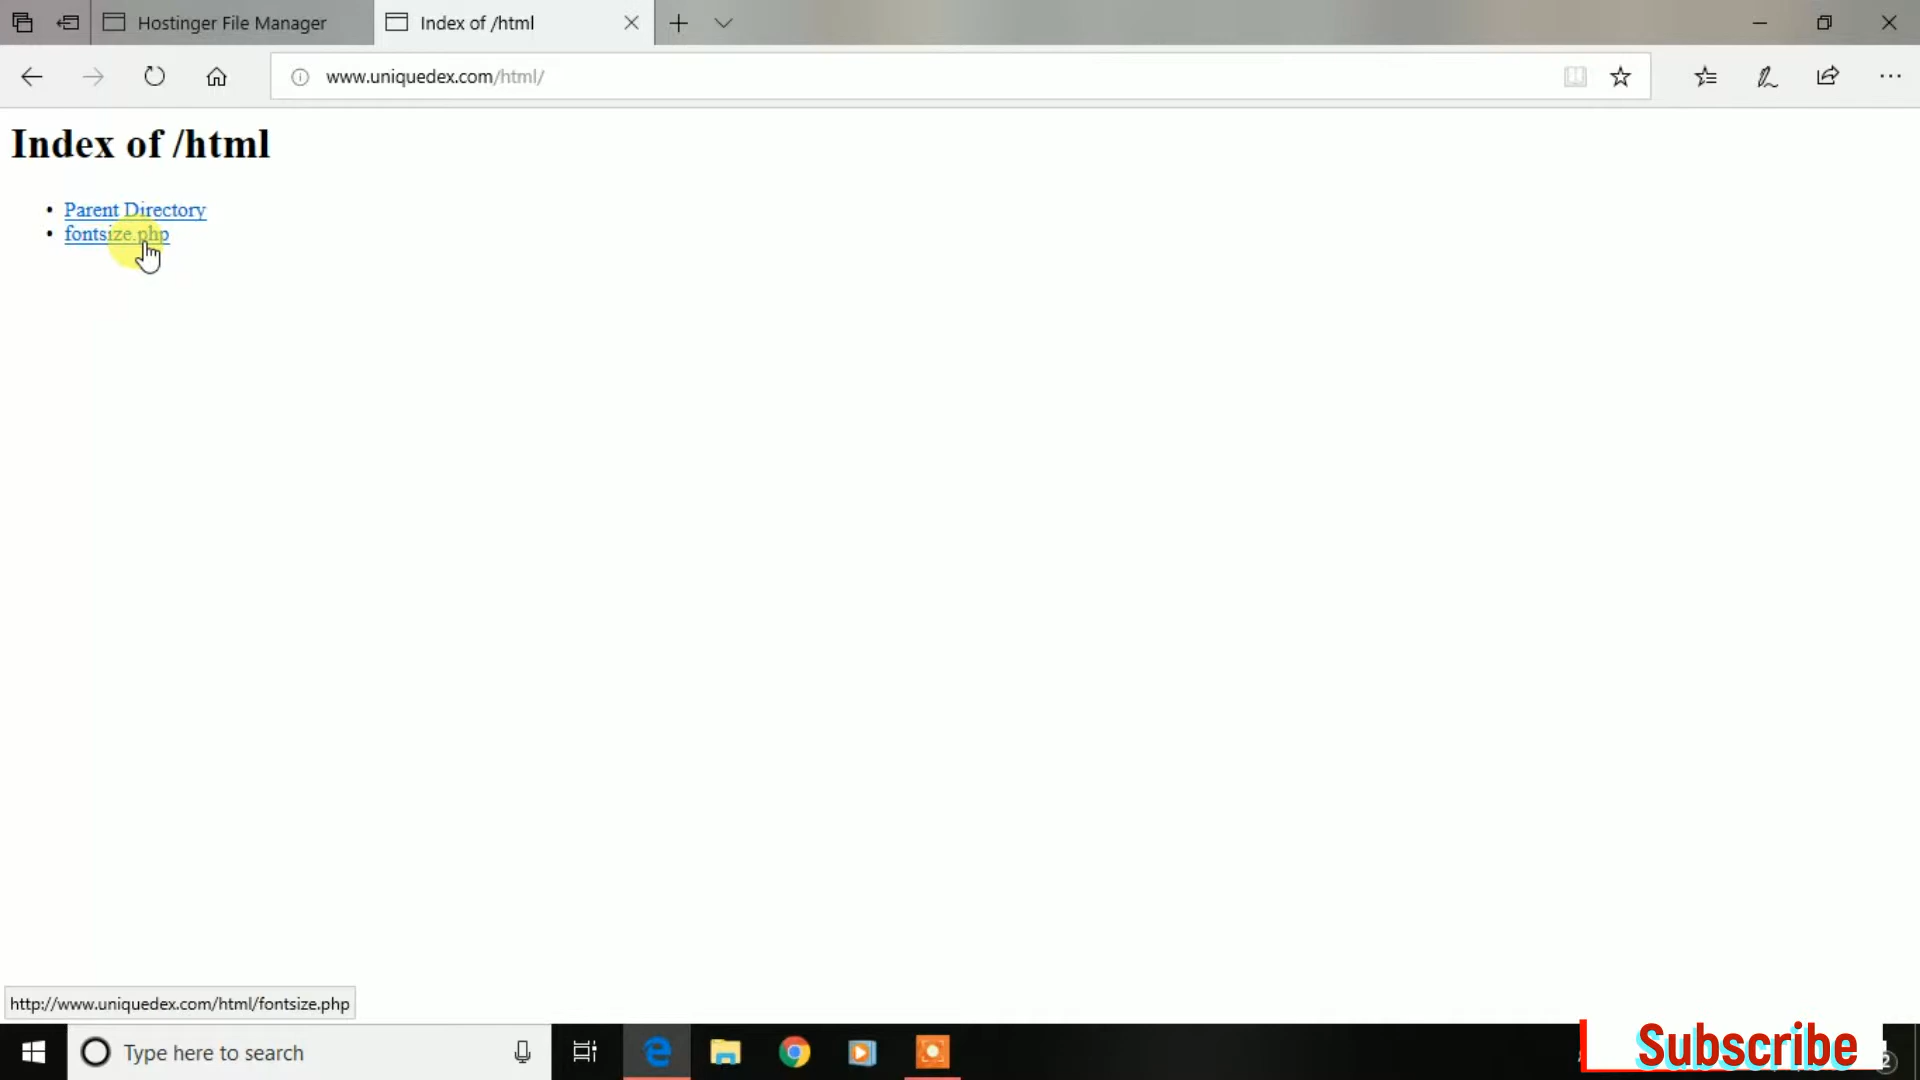 Hostinger File Manager
Index of /html
www.uniquedex.com/html/
Index of /html
• Parent Directory
• fontsize.php
http://www.uniquedex.com/html/fontsize.php
Type here to search
Subscribe